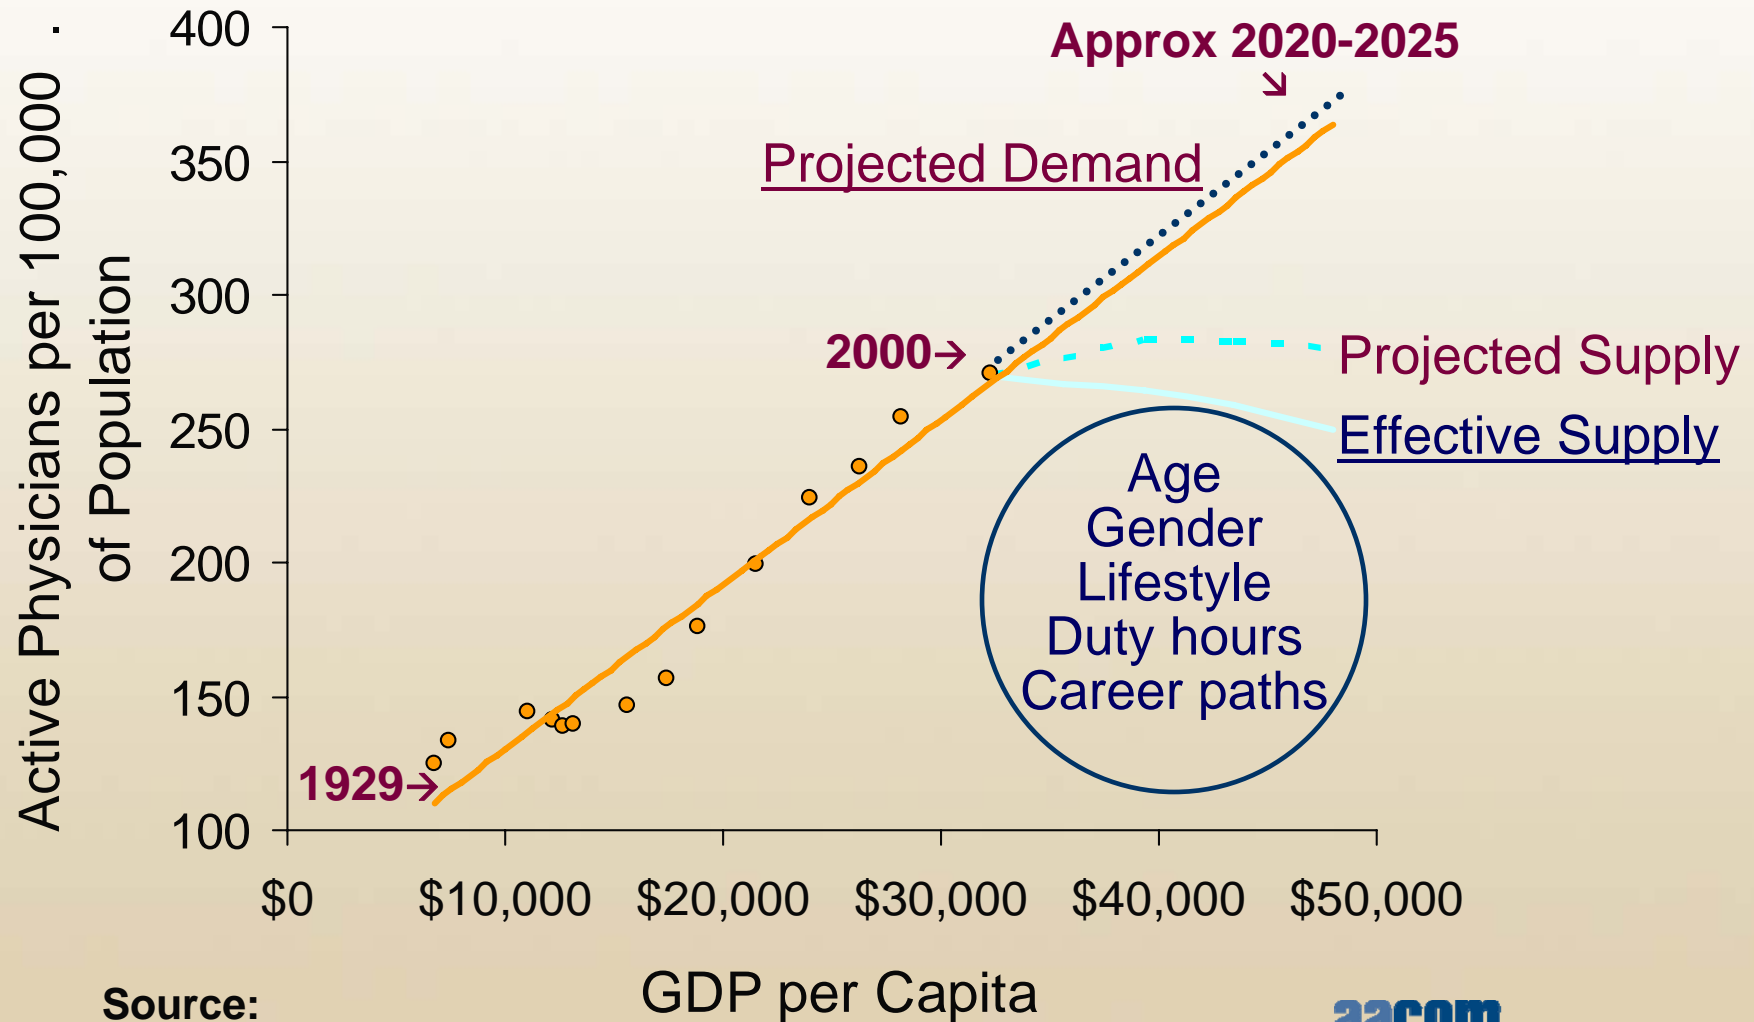 Active Physicians per 100,000 .
of Population
400
350
300
250
200
150
100
Approx 2020-2025
Projected Demand
2000→
Projected Supply
Effective Supply
Age
Gender
Lifestyle
Duty hours
Career paths
1929→
$0 $10,000 $20,000 $30,000 $40,000 $50,000
GDP per Capita
Source:
aacom